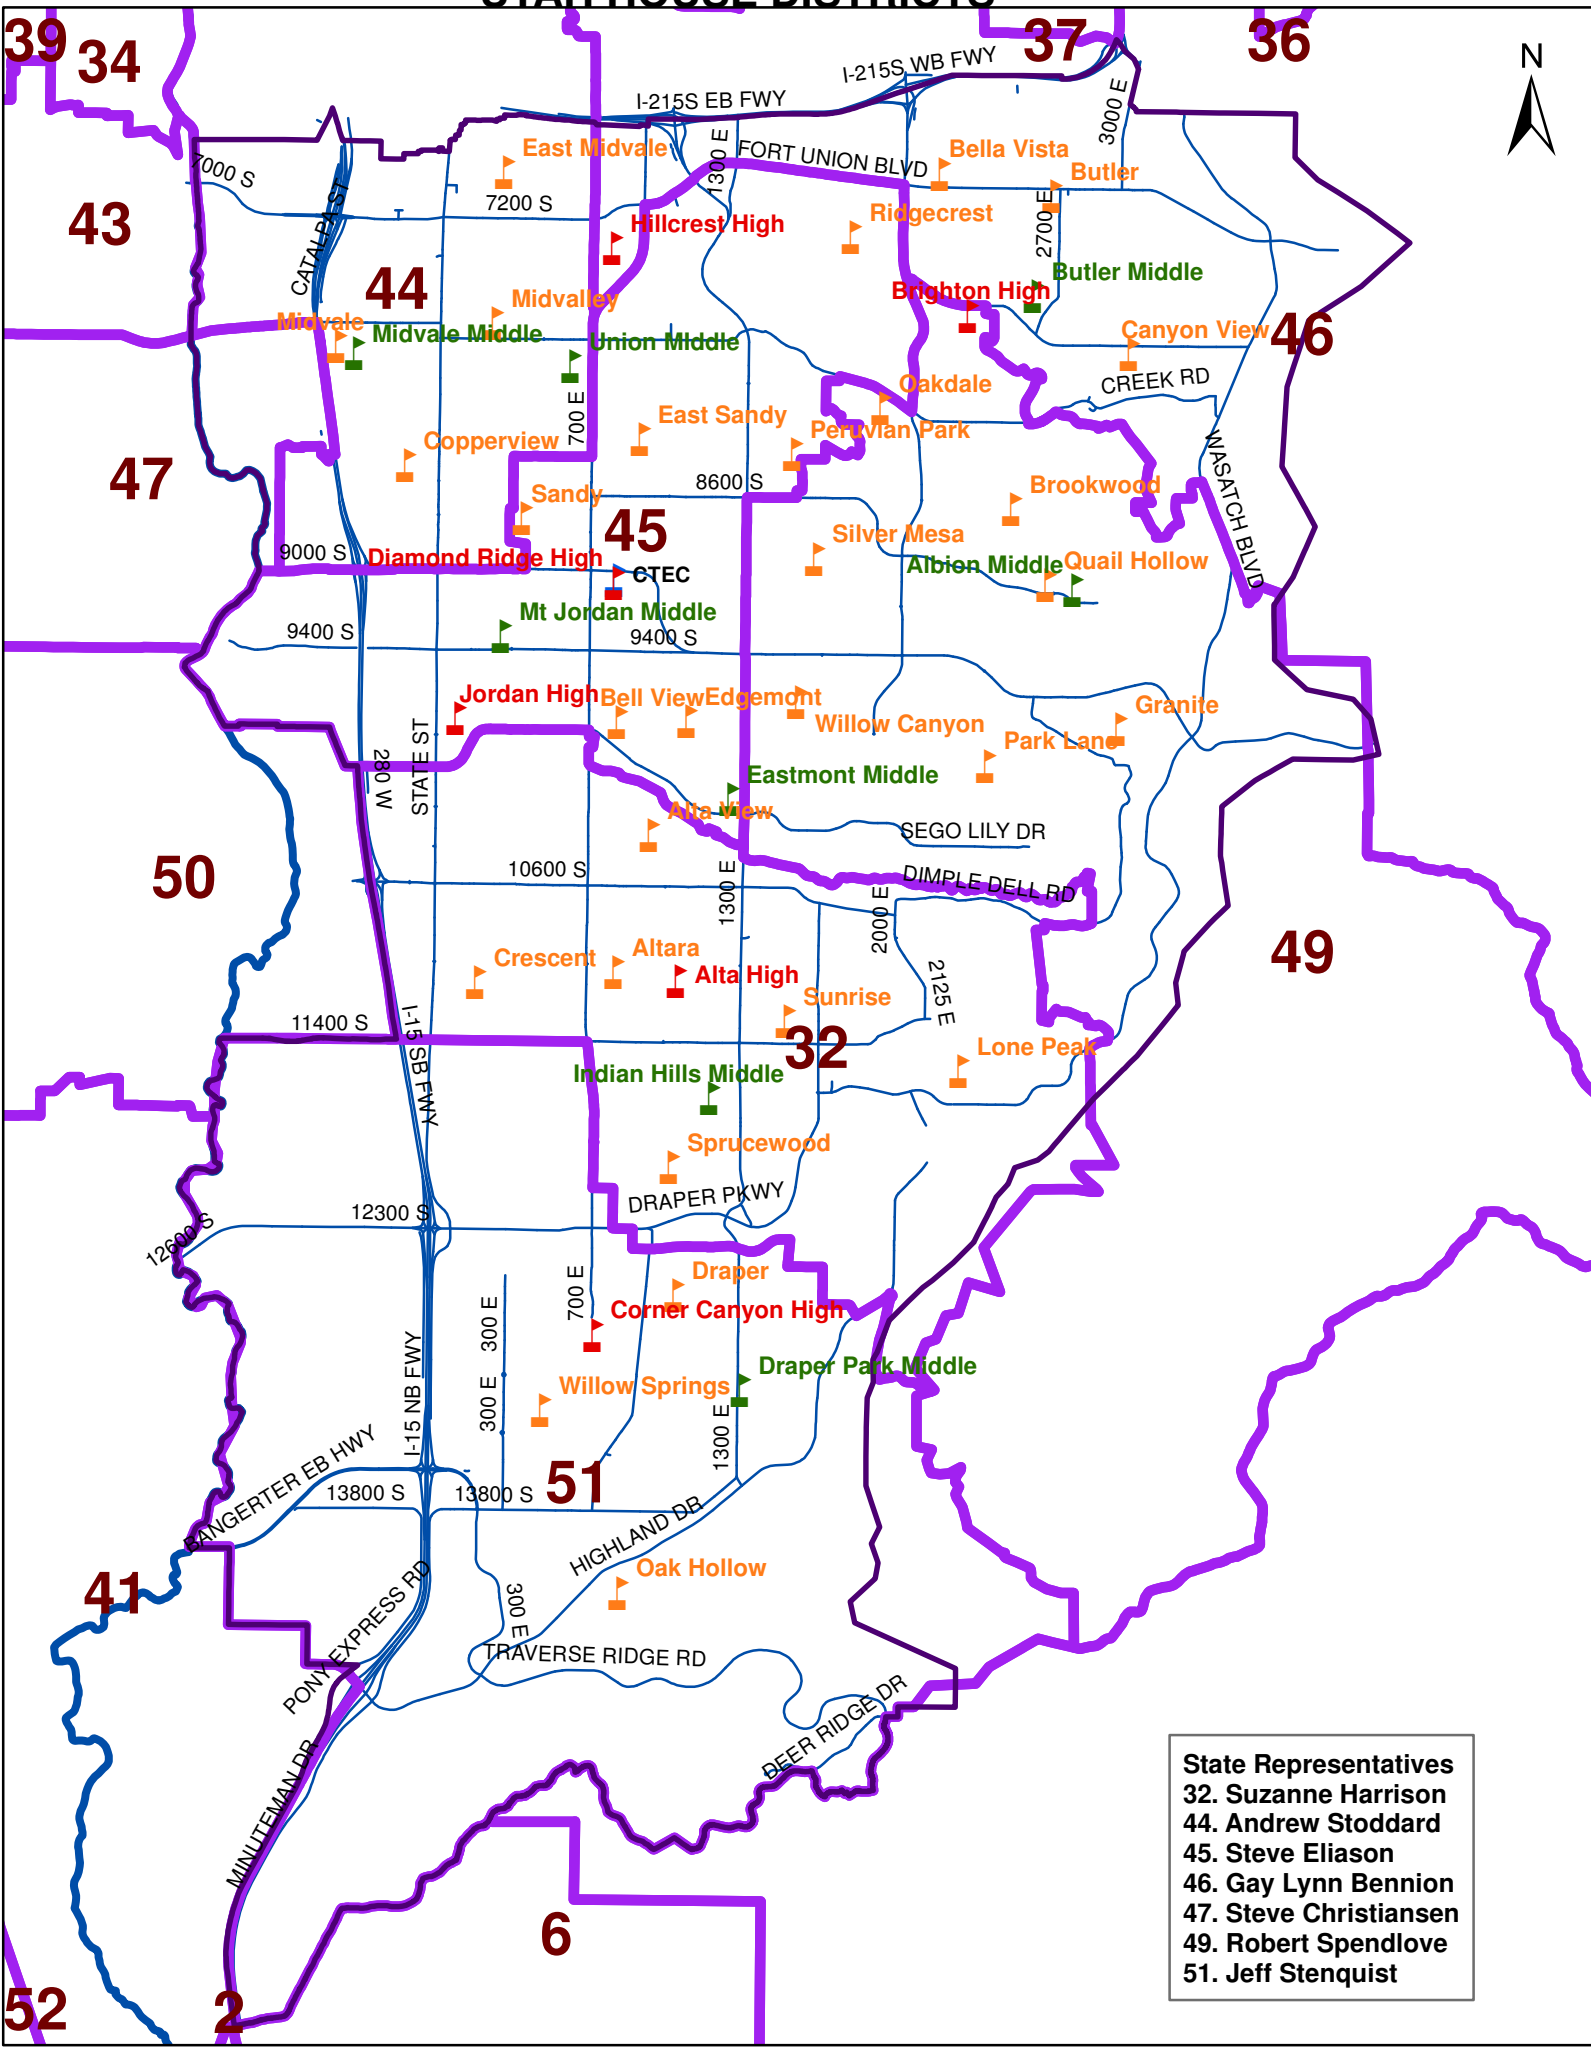 UTAH HOUSE DISTRICTS
39
34
37
36
N
I-215S WB FWY
I-215S EB FWY
3000 E
1300 E
East Midvale
FORT UNION BLVD
Bella Vista
Butler
7000 S
7200 S
43
CATALPA ST
Hillcrest High
Ridgecrest
2700 E
44
Butler Middle
Brighton High
Midvalley
Midvale
Midvale Middle
Union Middle
Canyon View
46
Oakdale
CREEK RD
700 E
East Sandy
Peruvian Park
Copperview
47
WASATCH BLVD
8600 S
Brookwood
Sandy
45
Silver Mesa
9000 S
Diamond Ridge High
CTEC
Albion Middle
Quail Hollow
Mt Jordan Middle
9400 S
9400 S
Jordan High
Bell View
Edgemont
Willow Canyon
Granite
Park Lane
280 W
STATE ST
Eastmont Middle
Alta View
SEGO LILY DR
50
10600 S
1300 E
DIMPLE DELL RD
2000 E
Crescent
Altara
Alta High
2125 E
49
Sunrise
11400 S
I-15 SB FWY
32
Lone Peak
Indian Hills Middle
Sprucewood
DRAPER PKWY
12300 S
12600 S
Draper
700 E
300 E
Corner Canyon High
I-15 NB FWY
Draper Park Middle
300 E
Willow Springs
1300 E
BANGERTER EB HWY
51
13800 S
13800 S
HIGHLAND DR
Oak Hollow
41
PONY EXPRESS RD
300 E
TRAVERSE RIDGE RD
DEER RIDGE DR
MINUTEMAN DR
State Representatives
32. Suzanne Harrison
44. Andrew Stoddard
45. Steve Eliason
46. Gay Lynn Bennion
47. Steve Christiansen
49. Robert Spendlove
51. Jeff Stenquist
6
52
2